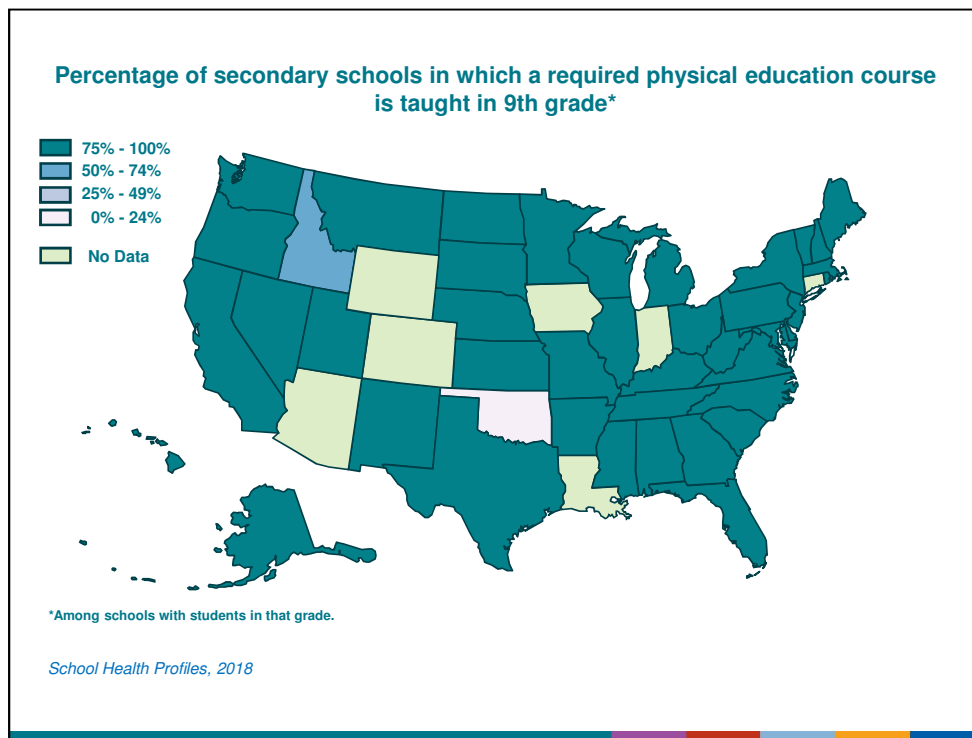 Percentage of secondary schools in which a required physical education course
is taught in 9th grade*
75% - 100%
50% - 74%
25% - 49%
0% - 24%
No Data
*Among schools with students in that grade.
School Health Profiles, 2018